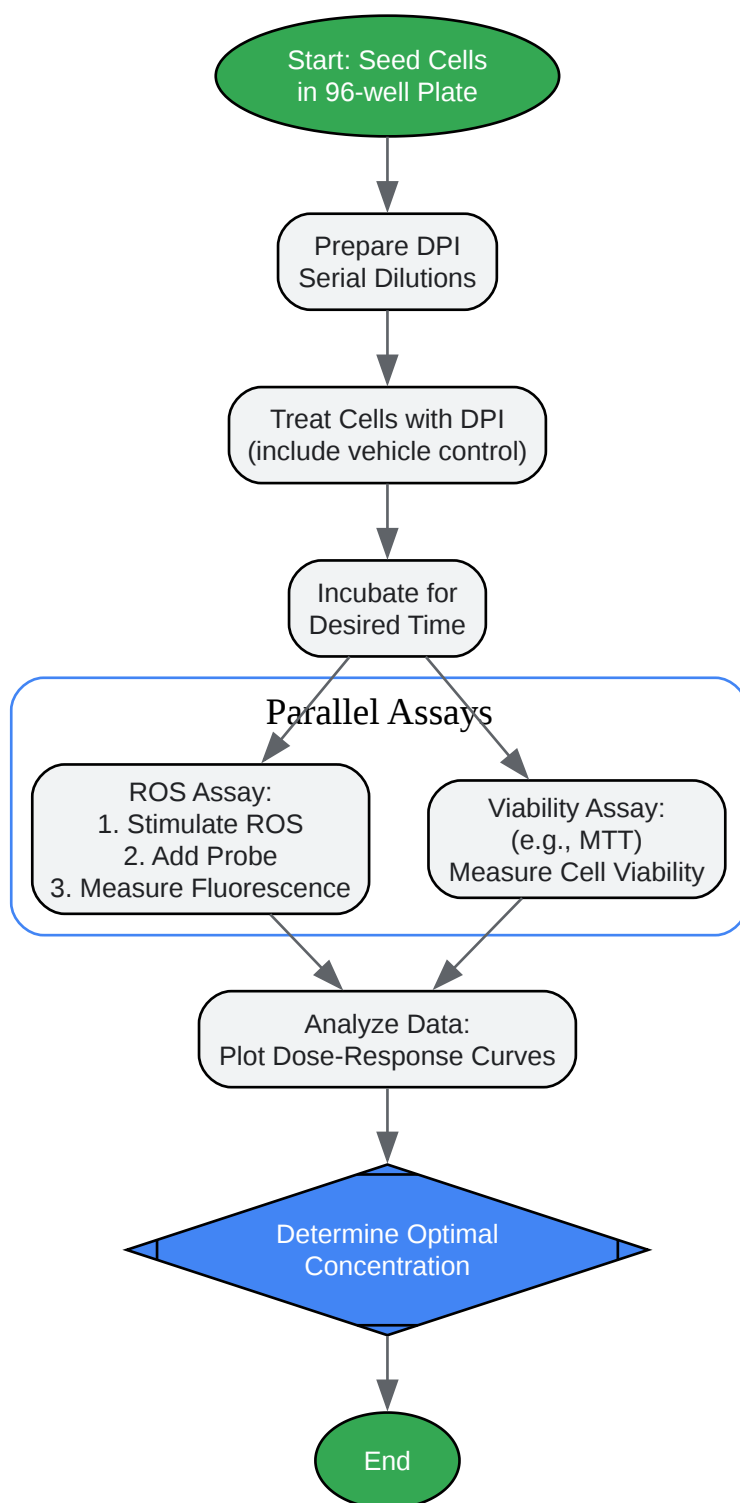 Start: Seed Cells
in 96-well Plate
Prepare DPI
Serial Dilutions
Treat Cells with DPI
(include vehicle control)
Incubate for
Desired Time
Parallel Assays
ROS Assay:
1. Stimulate ROS
2. Add Probe
3. Measure Fluorescence
Viability Assay:
(e.g., MTT)
Measure Cell Viability
Analyze Data:
Plot Dose-Response Curves
Determine Optimal
Concentration
End